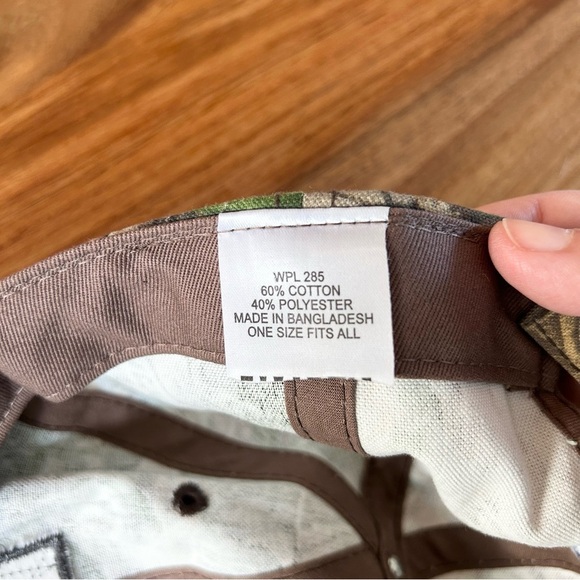 WPL 285
60% COTTON
40% POLYESTER
MADE IN BANGLADESH
ONE SIZE FITS ALL